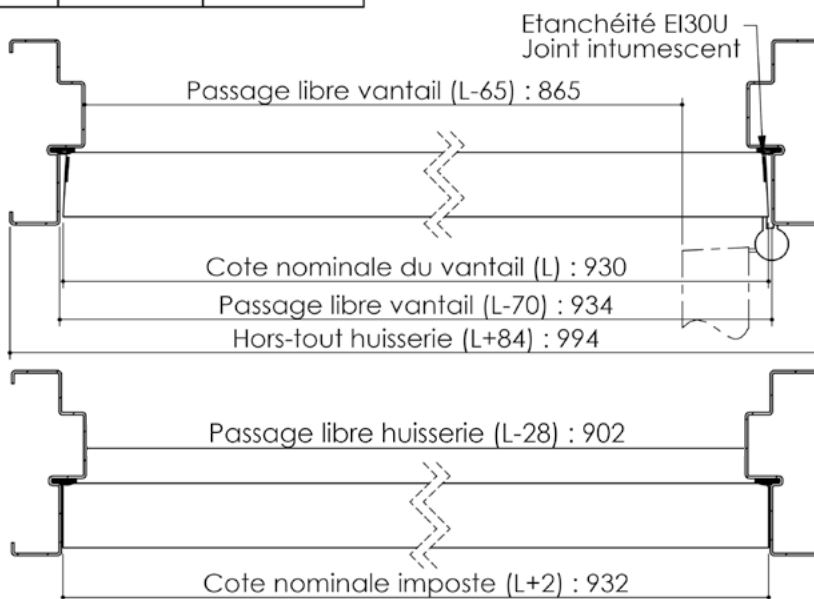 Etanchéité EI30U
Joint intumescent
Passage libre vantail (L-65) : 865
Cote nominale du vantail (L) : 930
Passage libre vantail (L-70) : 934
Hors-tout huisserie (L+84) : 994
Passage libre huisserie (L-28) : 902
Cote nominale imposte (L+2) : 932